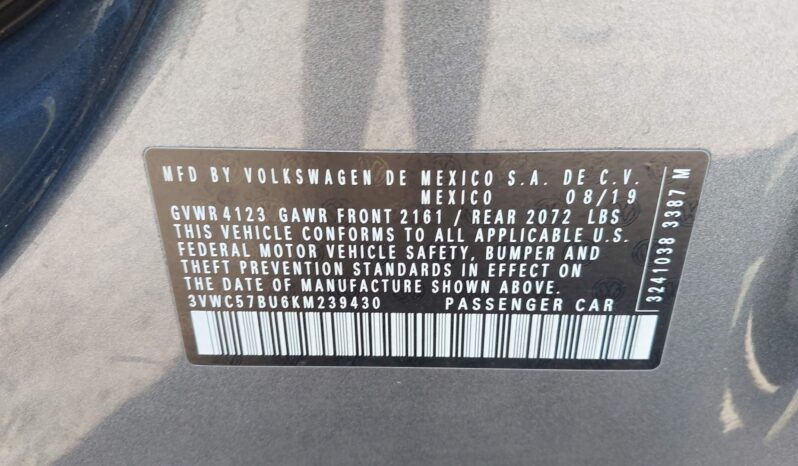 MFD BY VOLKSWAGEN DE MEXICO S.A. DE C.V.
MEXICO 08/19
GVWR 4123 GAWR FRONT 2161 / REAR 2072 LBS
THIS VEHICLE CONFORMS TO ALL APPLICABLE U.S.
FEDERAL MOTOR VEHICLE SAFETY, BUMPER AND
THEFT PREVENTION STANDARDS IN EFFECT ON
THE DATE OF MANUFACTURE SHOWN ABOVE.
3VWC57BU6KM239430 PASSENGER CAR
3241038 3387 M